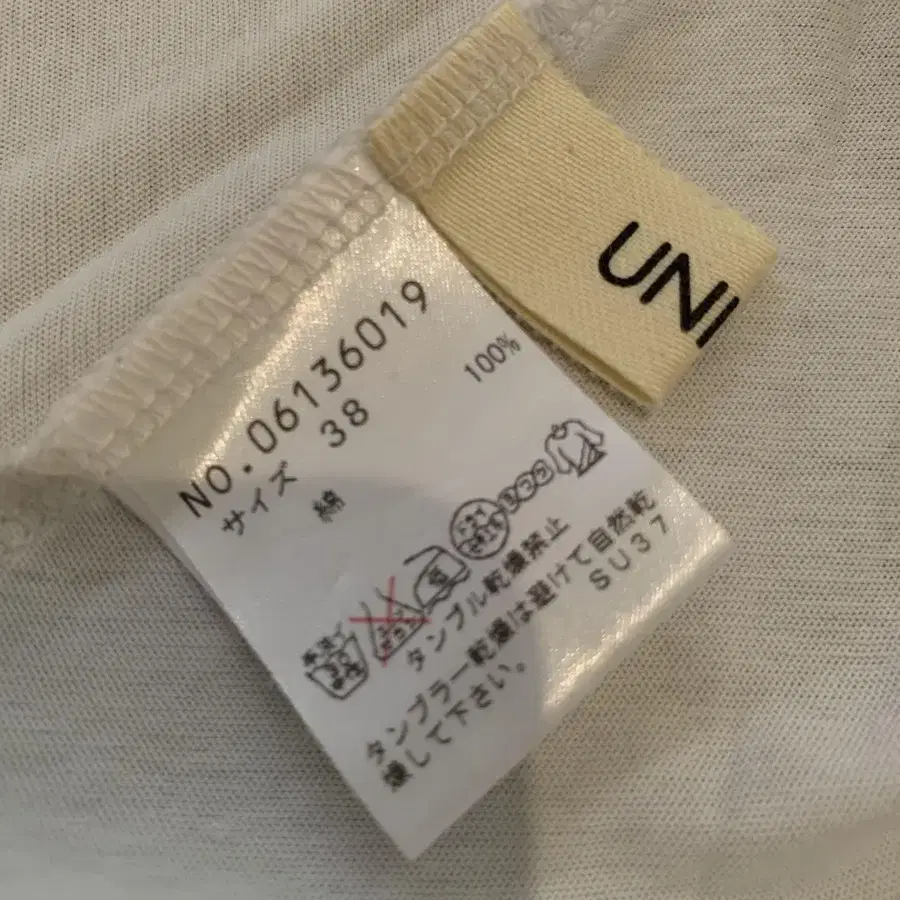 UNI
NO.06136019
サイズ 38
綿 100%
タンブル乾燥禁止
タンブラー乾燥は避けて自然乾
燥して下さい。
SU37